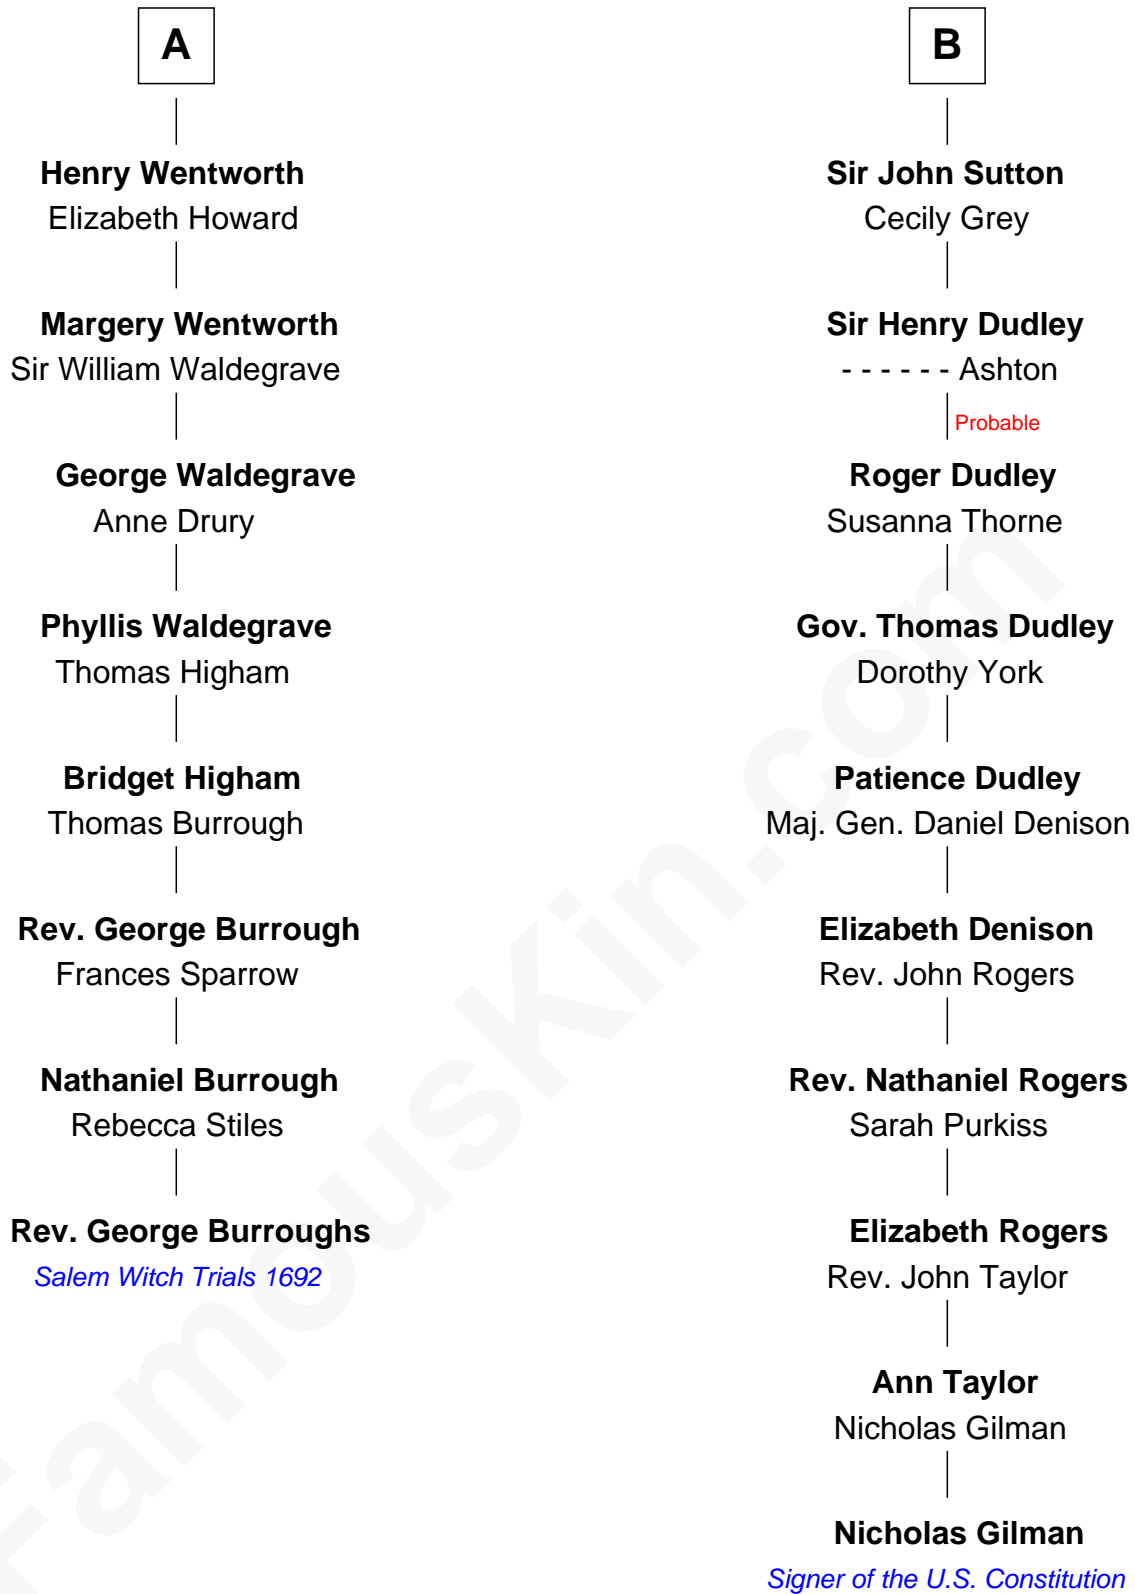 A
Henry Wentworth
Elizabeth Howard
Margery Wentworth
Sir William Waldegrave
George Waldegrave
Anne Drury
Phyllis Waldegrave
Thomas Higham
Bridget Higham
Thomas Burrough
Rev. George Burrough
Frances Sparrow
Nathaniel Burrough
Rebecca Stiles
Rev. George Burroughs
Salem Witch Trials 1692
B
Sir John Sutton
Cecily Grey
Sir Henry Dudley
- - - - - - Ashton
Probable
Roger Dudley
Susanna Thorne
Gov. Thomas Dudley
Dorothy York
Patience Dudley
Maj. Gen. Daniel Denison
Elizabeth Denison
Rev. John Rogers
Rev. Nathaniel Rogers
Sarah Purkiss
Elizabeth Rogers
Rev. John Taylor
Ann Taylor
Nicholas Gilman
Nicholas Gilman
Signer of the U.S. Constitution
FamousKin.com